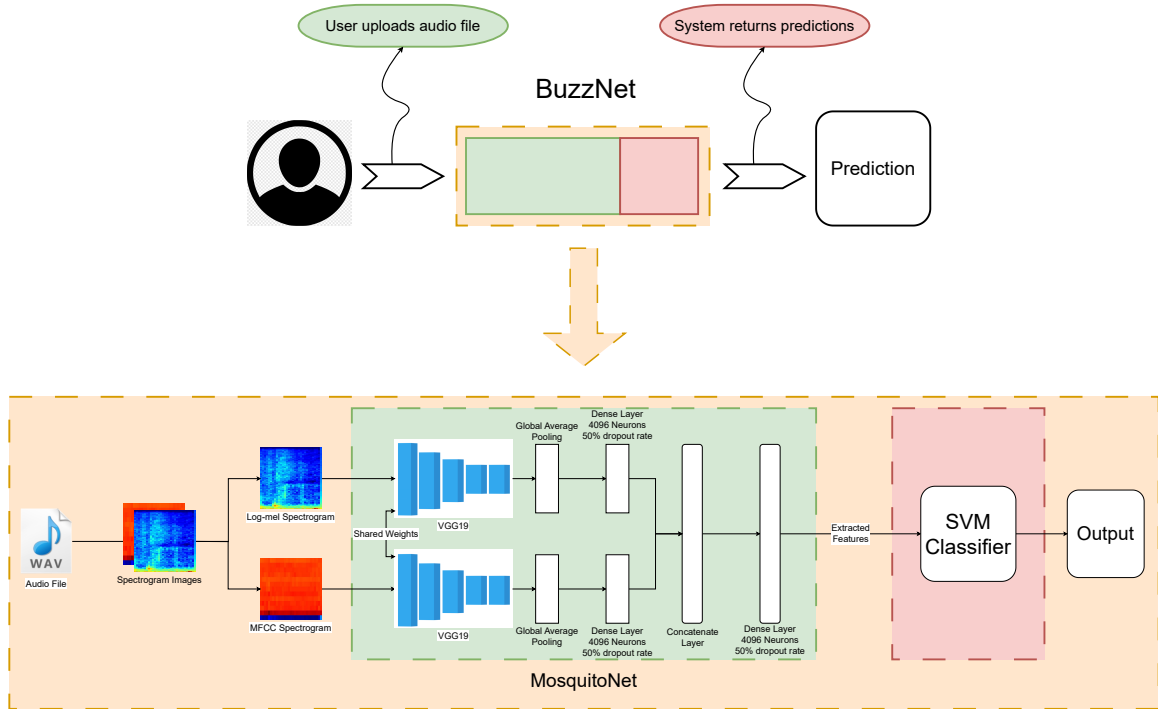 User uploads audio file
System returns predictions
BuzzNet
Prediction
Dense Layer
4096 Neurons
50% dropout rate
Global Average
Pooling
Log-mel Spectrogram
VGG19
Shared Weights
WAV
Audio File
Spectrogram Images
MFCC Spectrogram
VGG19
Global Average
Pooling
Dense Layer
4096 Neurons
50% dropout rate
Concatenate
Layer
Dense Layer
4096 Neurons
50% dropout rate
Extracted
Features
SVM
Classifier
Output
MosquitoNet